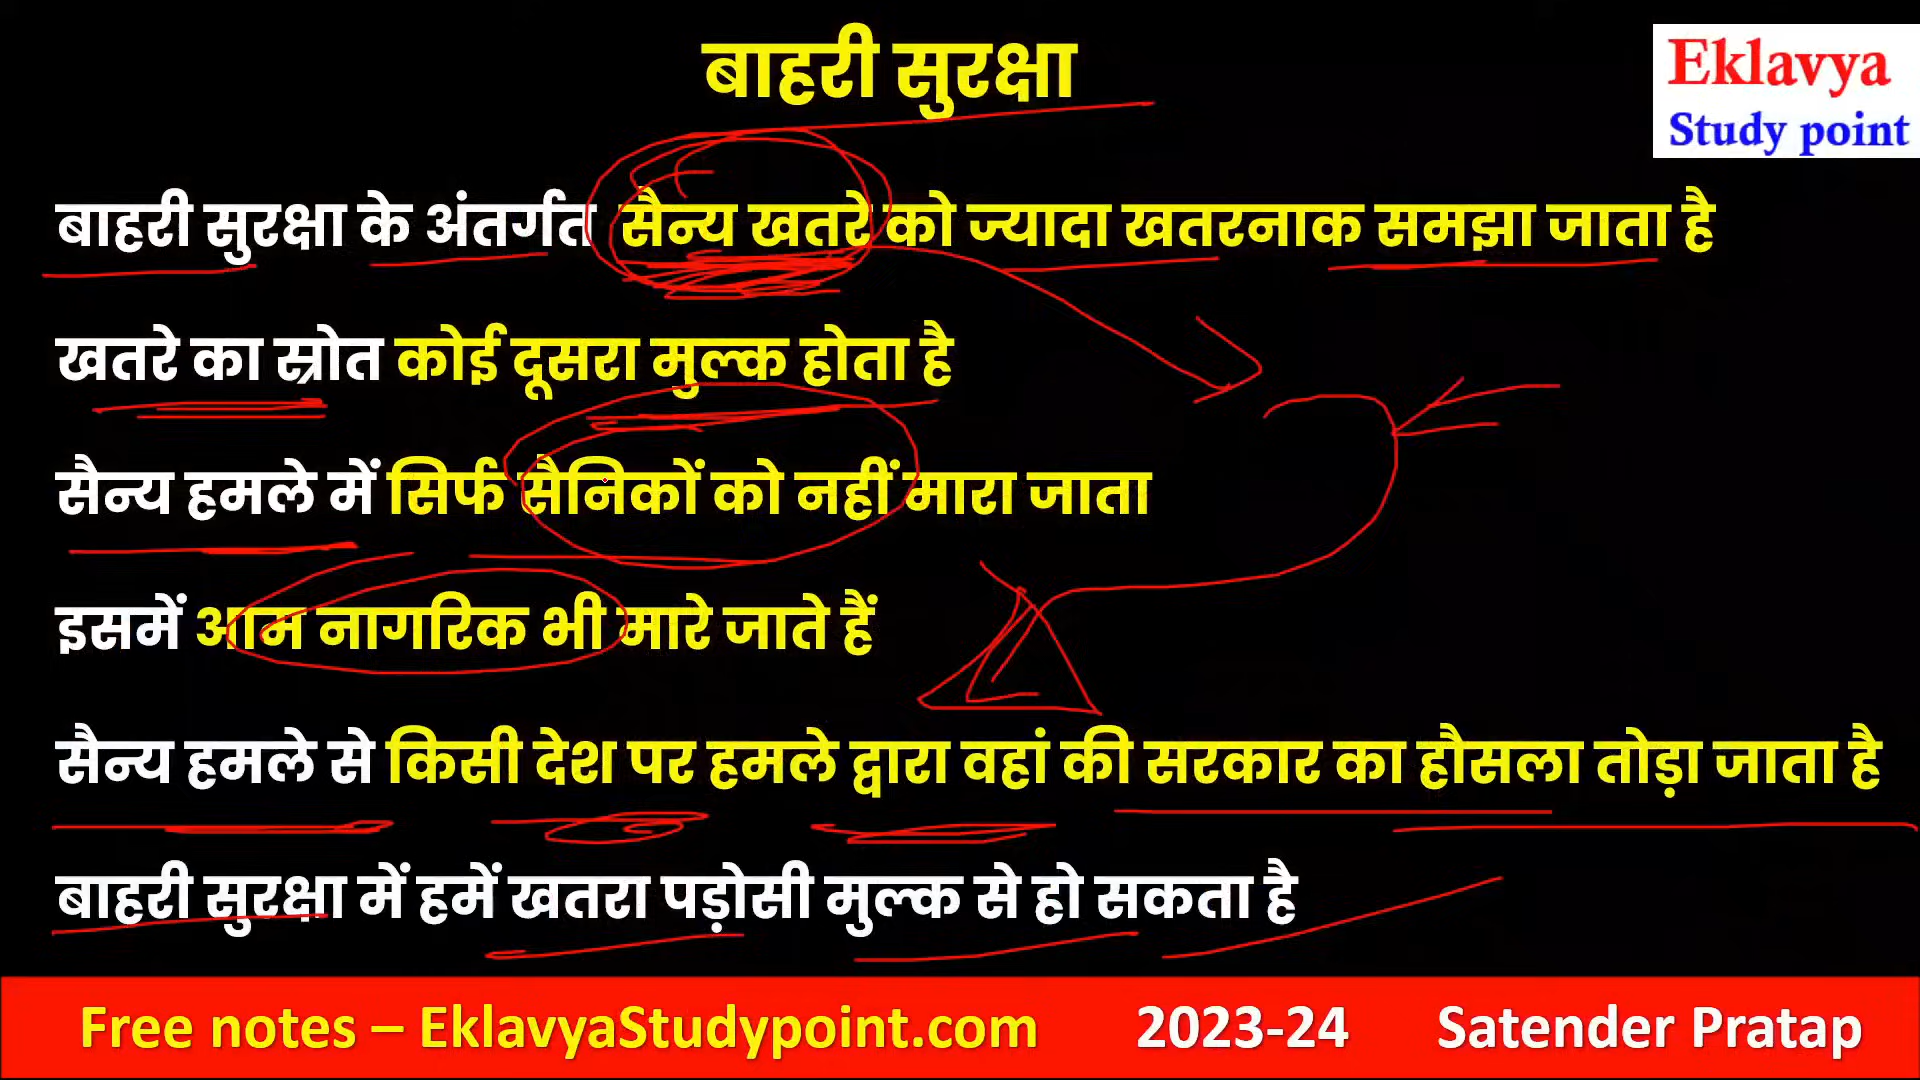 बाहरी सुरक्षा
Eklavya
Study point
बाहरी सुरक्षा के अंतर्गत सैन्य खतरे को ज्यादा खतरनाक समझा जाता है
खतरे का स्रोत कोई दूसरा मुल्क होता है
सैन्य हमले में सिर्फ सैनिकों को नहीं मारा जाता
इसमें आम नागरिक भी मारे जाते हैं
सैन्य हमले से किसी देश पर हमले द्वारा वहां की सरकार का हौसला तोड़ा जाता है
बाहरी सुरक्षा में हमें खतरा पड़ोसी मुल्क से हो सकता है
Free notes – EklavyaStudypoint.com 2023-24 Satender Pratap